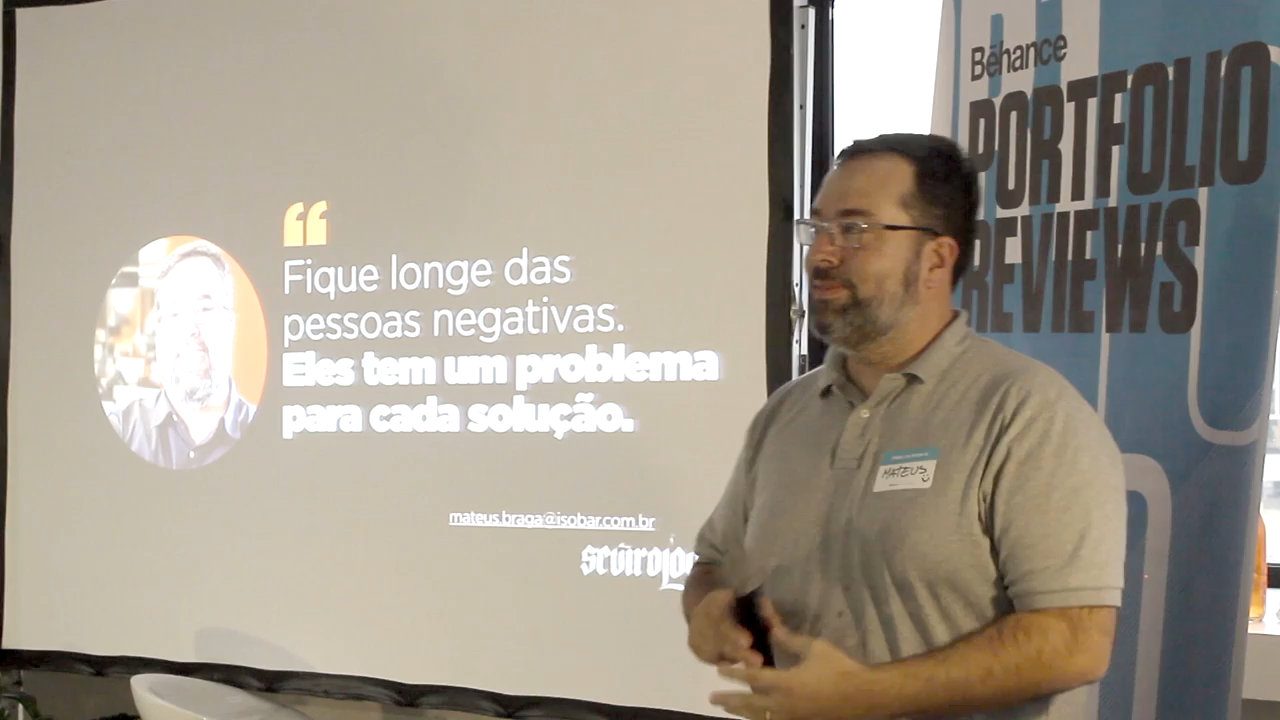 “
Fique longe das
pessoas negativas.
Eles tem um problema
para cada solução.
mateus.braga@isobar.com.br
Bēhance
PORTFOLIO
REVIEWS
MATEUS